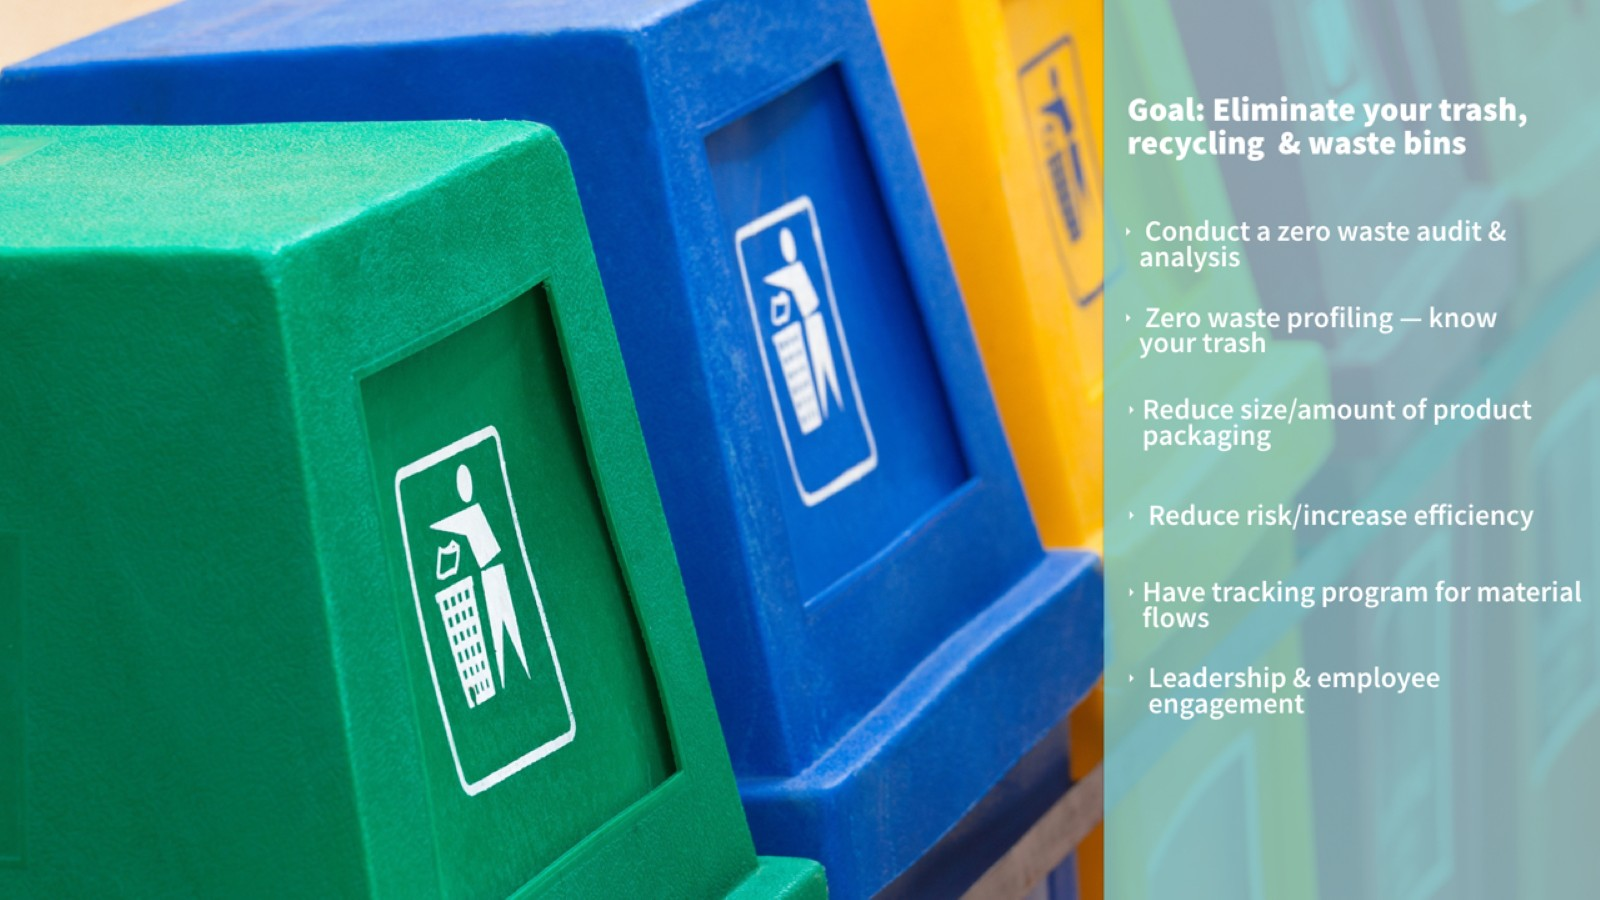 Goal: Eliminate your trash,
recycling & waste bins
Conduct a zero waste audit &
analysis
Zero waste profiling — know
your trash
Reduce size/amount of product
packaging
Reduce risk/increase efficiency
Have tracking program for material
flows
Leadership & employee
engagement